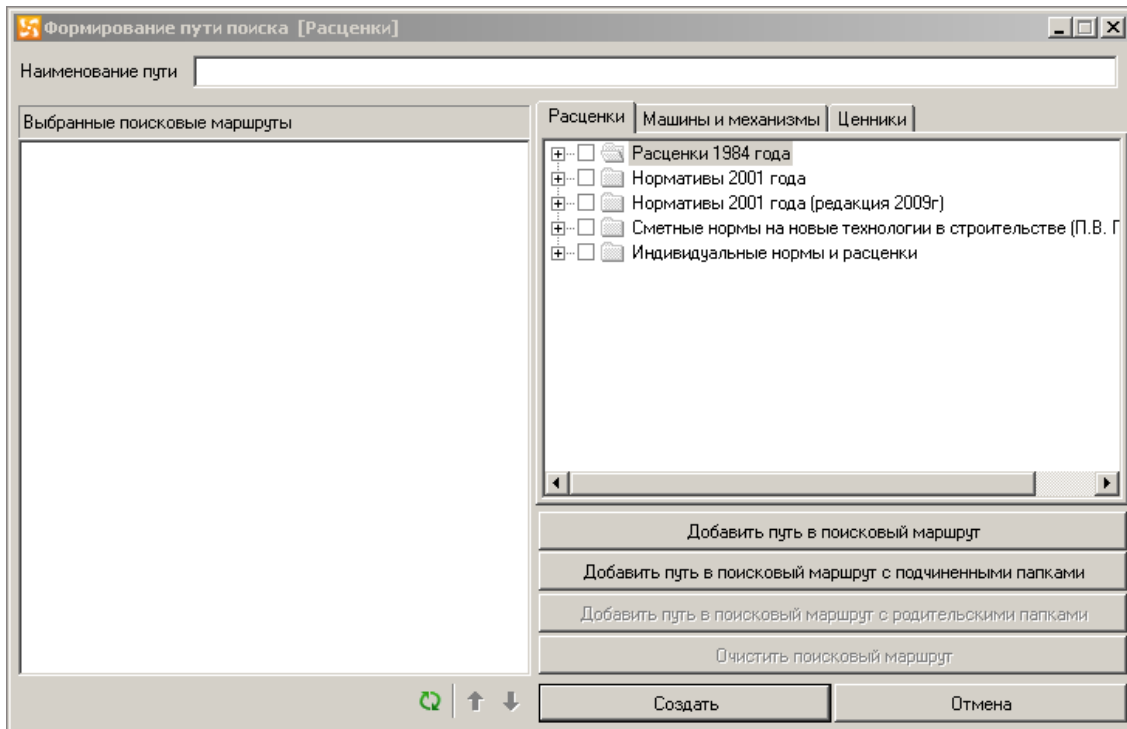 Формирование пути поиска [Расценки]
Наименование пути
Выбранные поисковые маршруты
Расценки Машины и механизмы Ценники
Расценки 1984 года
Нормативы 2001 года
Нормативы 2001 года (редакция 2009г)
Сметные нормы на новые технологии в строительстве (П.В. Г
Индивидуальные нормы и расценки
Добавить путь в поисковый маршрут
Добавить путь в поисковый маршрут с подчиненными папками
Добавить путь в поисковый маршрут с родительскими папками
Очистить поисковый маршрут
Создать Отмена